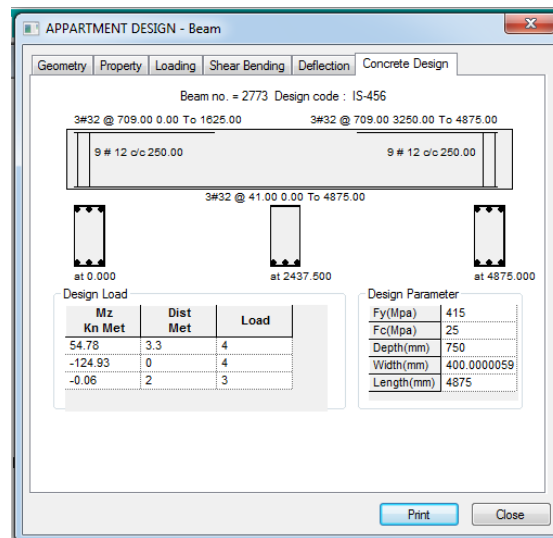 APPARTMENT DESIGN - Beam
Geometry Property Loading Shear Bending Deflection Concrete Design
Beam no. = 2773 Design code : IS-456
3#32 @ 709.00 0.00 To 1625.00 3#32 @ 709.00 3250.00 To 4875.00
9 # 12 c/c 250.00 9 # 12 c/c 250.00
3#32 @ 41.00 0.00 To 4875.00
at 0.000 at 2437.500 at 4875.000
Design Load Design Parameter
Mz Kn Met Dist Met Load
54.78 3.3 4
-124.93 0 4
-0.06 2 3
Fy(Mpa) 415
Fc(Mpa) 25
Depth(mm) 750
Width(mm) 400.0000059
Length(mm) 4875
Print Close